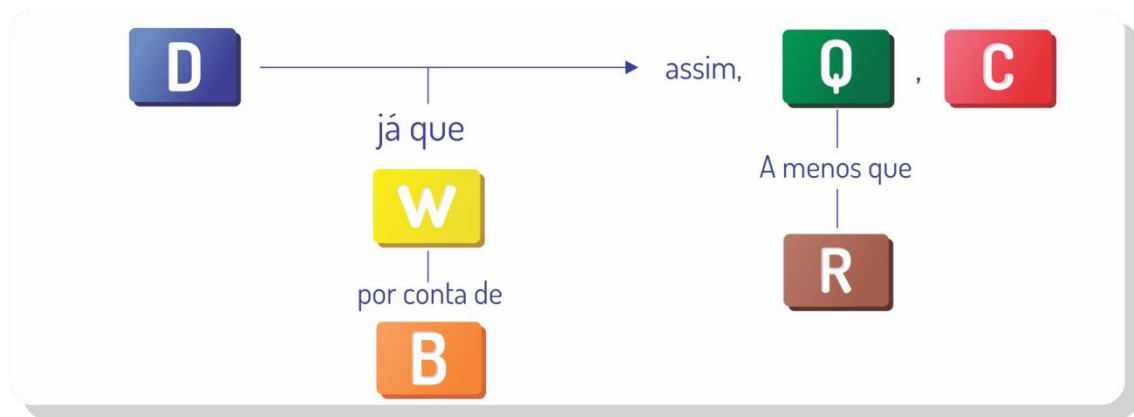 D assim, Q , C
já que
A menos que
W
R
por conta de
B